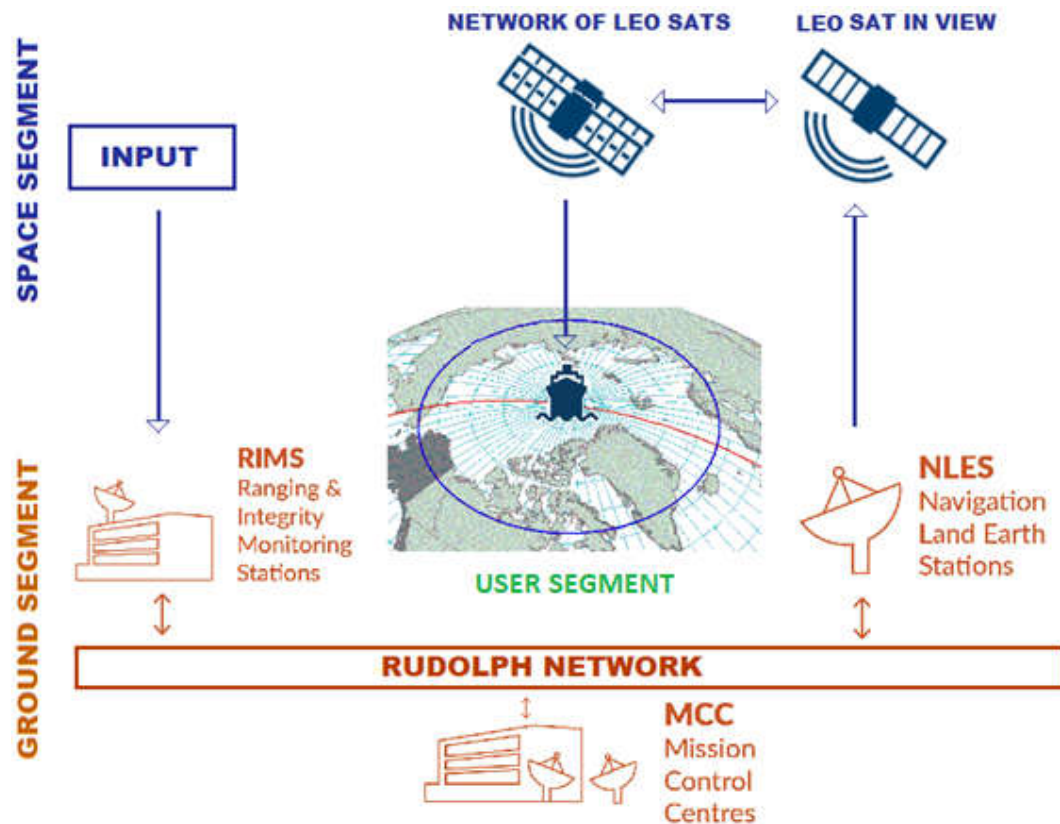 SPACE SEGMENT
NETWORK OF LEO SATS
LEO SAT IN VIEW
INPUT
GROUND SEGMENT
RIMS
Ranging &
Integrity
Monitoring
Stations
USER SEGMENT
NLES
Navigation
Land Earth
Stations
RUDOLPH NETWORK
MCC
Mission
Control
Centres